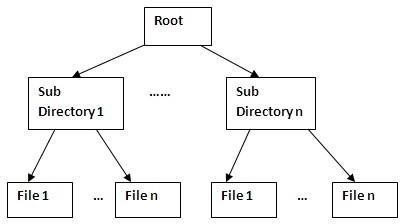 Root
Sub
Directory 1
......
Sub
Directory n
File 1
...
File n
File 1
...
File n